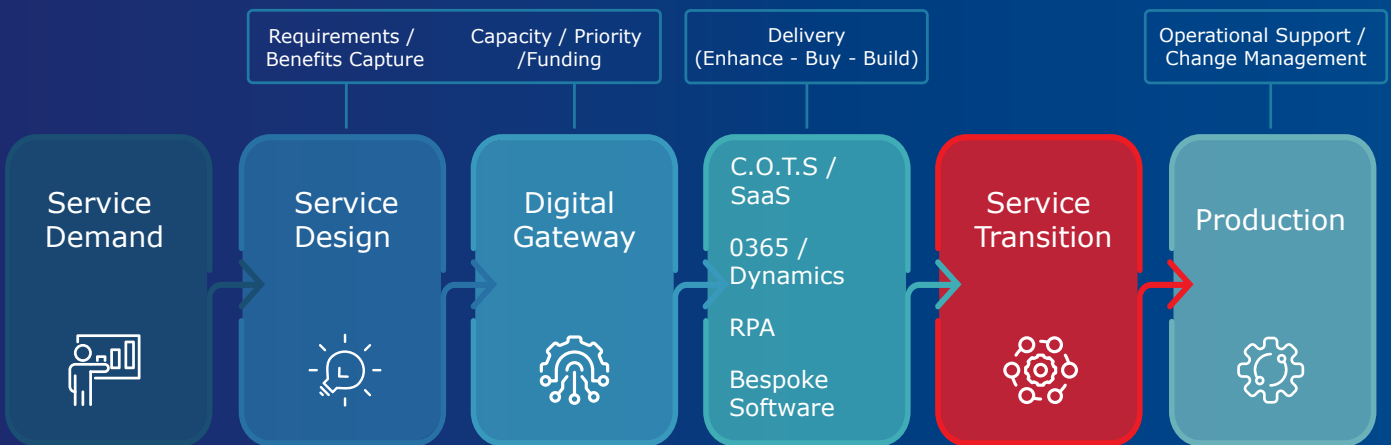 Requirements /
Benefits Capture
Capacity / Priority
/Funding
Delivery
(Enhance - Buy - Build)
Operational Support /
Change Management
Service
Demand
Service
Design
Digital
Gateway
C.O.T.S /
SaaS
0365 /
Dynamics
RPA
Bespoke
Software
Service
Transition
Production